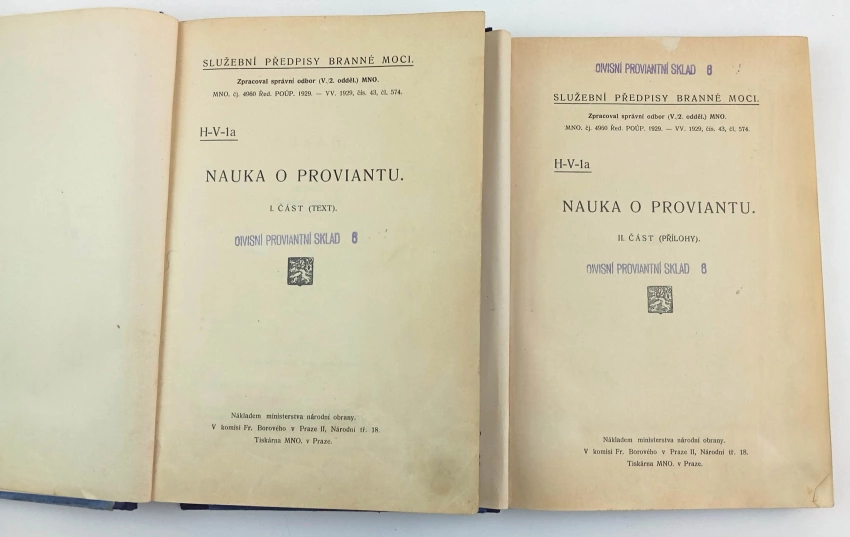 SLUŽEBNÍ PŘEDPISY BRANNÉ MOCI.
Zpracoval správní odbor (V./2. odděl.) MNO.
MNO. čj. 4960 Řed. POÚP. 1929. — VV. 1929, čís. 43, čl. 574.
H-V-1a
NAUKA O PROVIANTU.
I. ČÁST (TEXT).
DIVISNÍ PROVIANTNÍ SKLAD 6
Nákladem ministerstva národní obrany.
V komisi Fr. Borového v Praze II, Národní tř. 18.
Tiskárna MNO. v Praze.
DIVISNÍ PROVIANTNÍ SKLAD 6
SLUŽEBNÍ PŘEDPISY BRANNÉ MOCI.
Zpracoval správní odbor (V./2. odděl.) MNO.
MNO. čj. 4960 Řed. POÚP. 1929. — VV. 1929, čís. 43, čl. 574.
H-V-1a
NAUKA O PROVIANTU.
II. ČÁST (PŘÍLOHY).
DIVISNÍ PROVIANTNÍ SKLAD 6
Nákladem ministerstva národní obrany.
V komisi Fr. Borového v Praze II, Národní tř. 18.
Tiskárna MNO. v Praze.